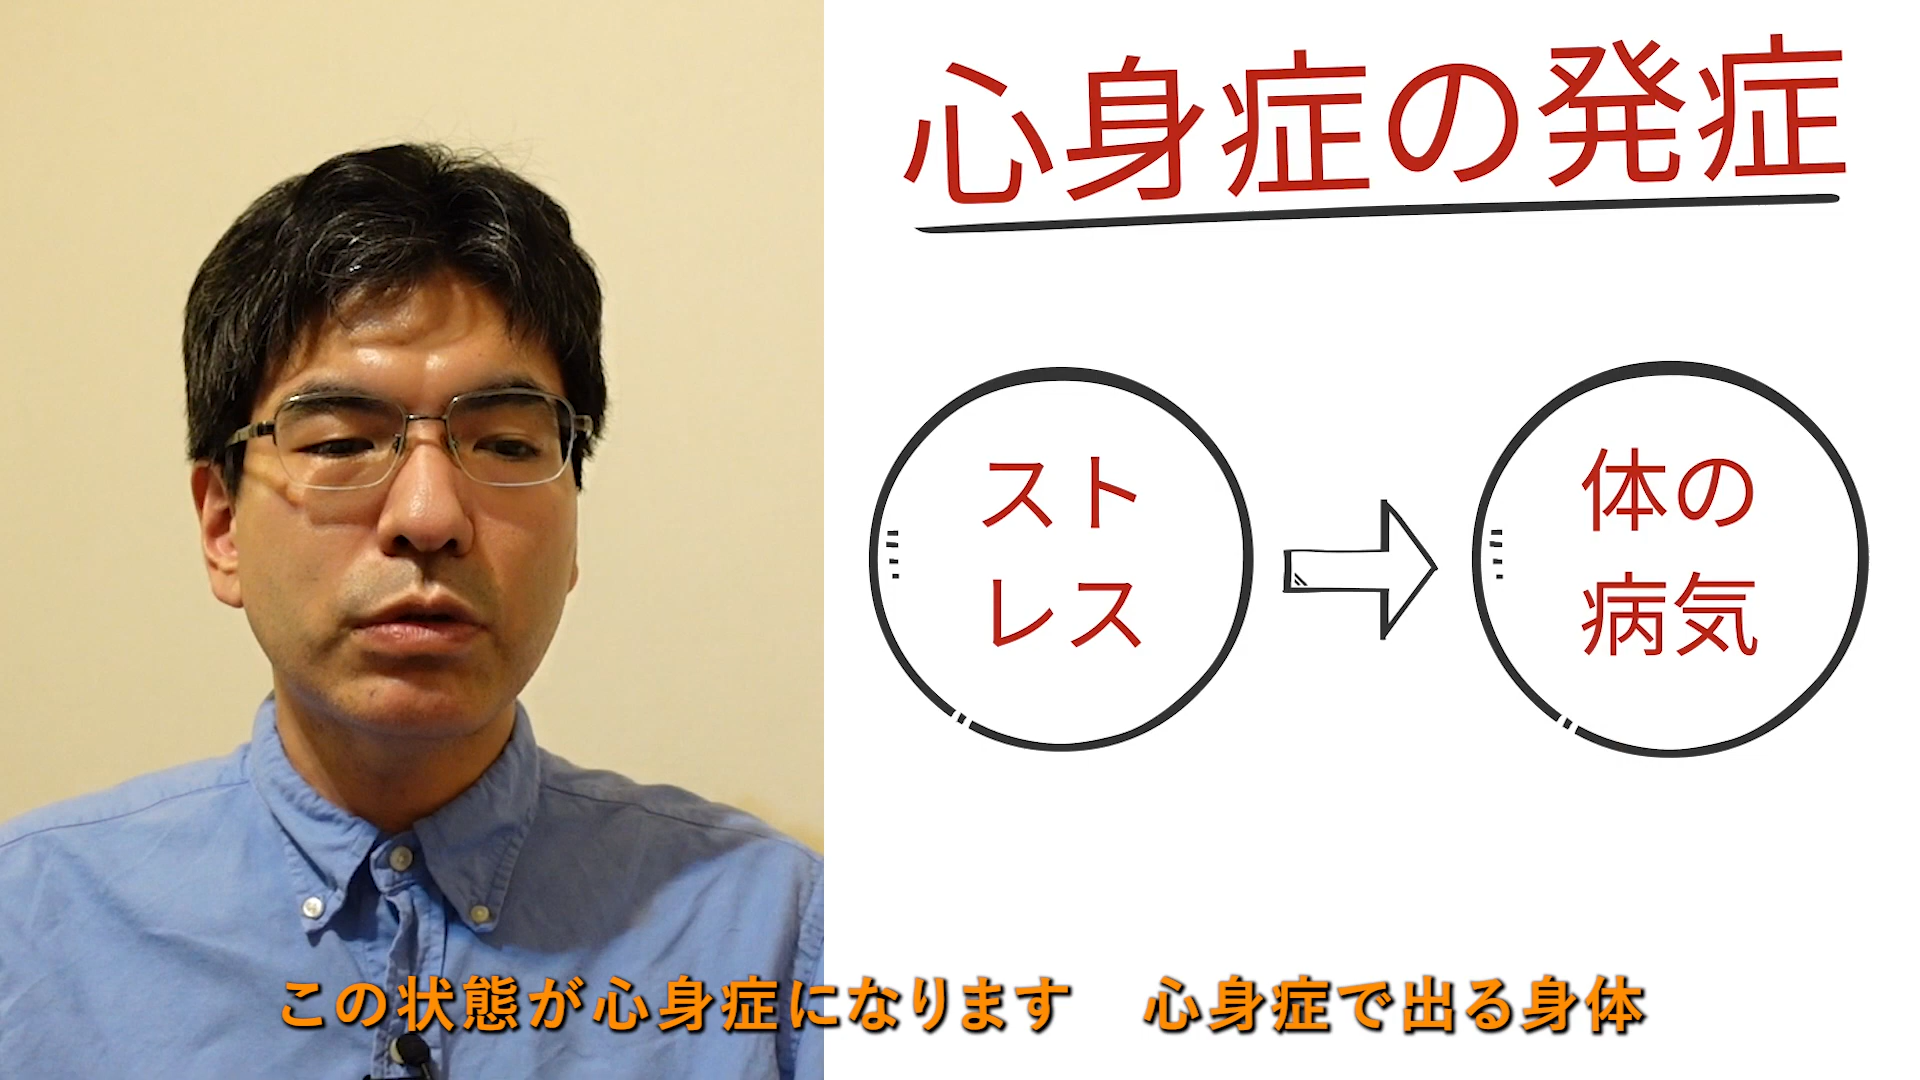 心身症の発症
スト
レス
体の
病気
この状態が心身症になります　心身症で出る身体